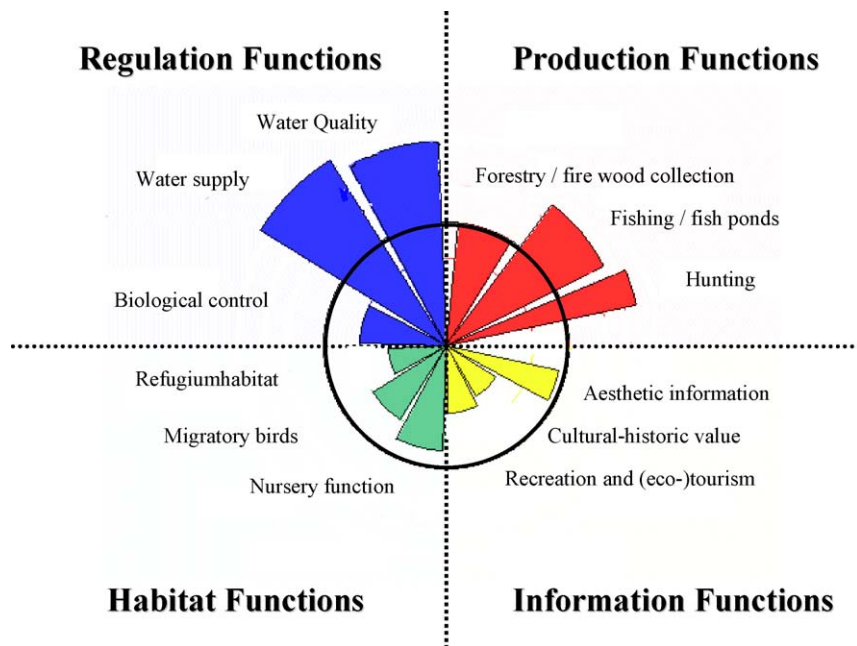 Regulation Functions
Production Functions
Water Quality
Water supply
Biological control
Forestry / fire wood collection
Fishing / fish ponds
Hunting
Refugiumhabitat
Migratory birds
Nursery function
Aesthetic information
Cultural-historic value
Recreation and (eco-)tourism
Habitat Functions
Information Functions